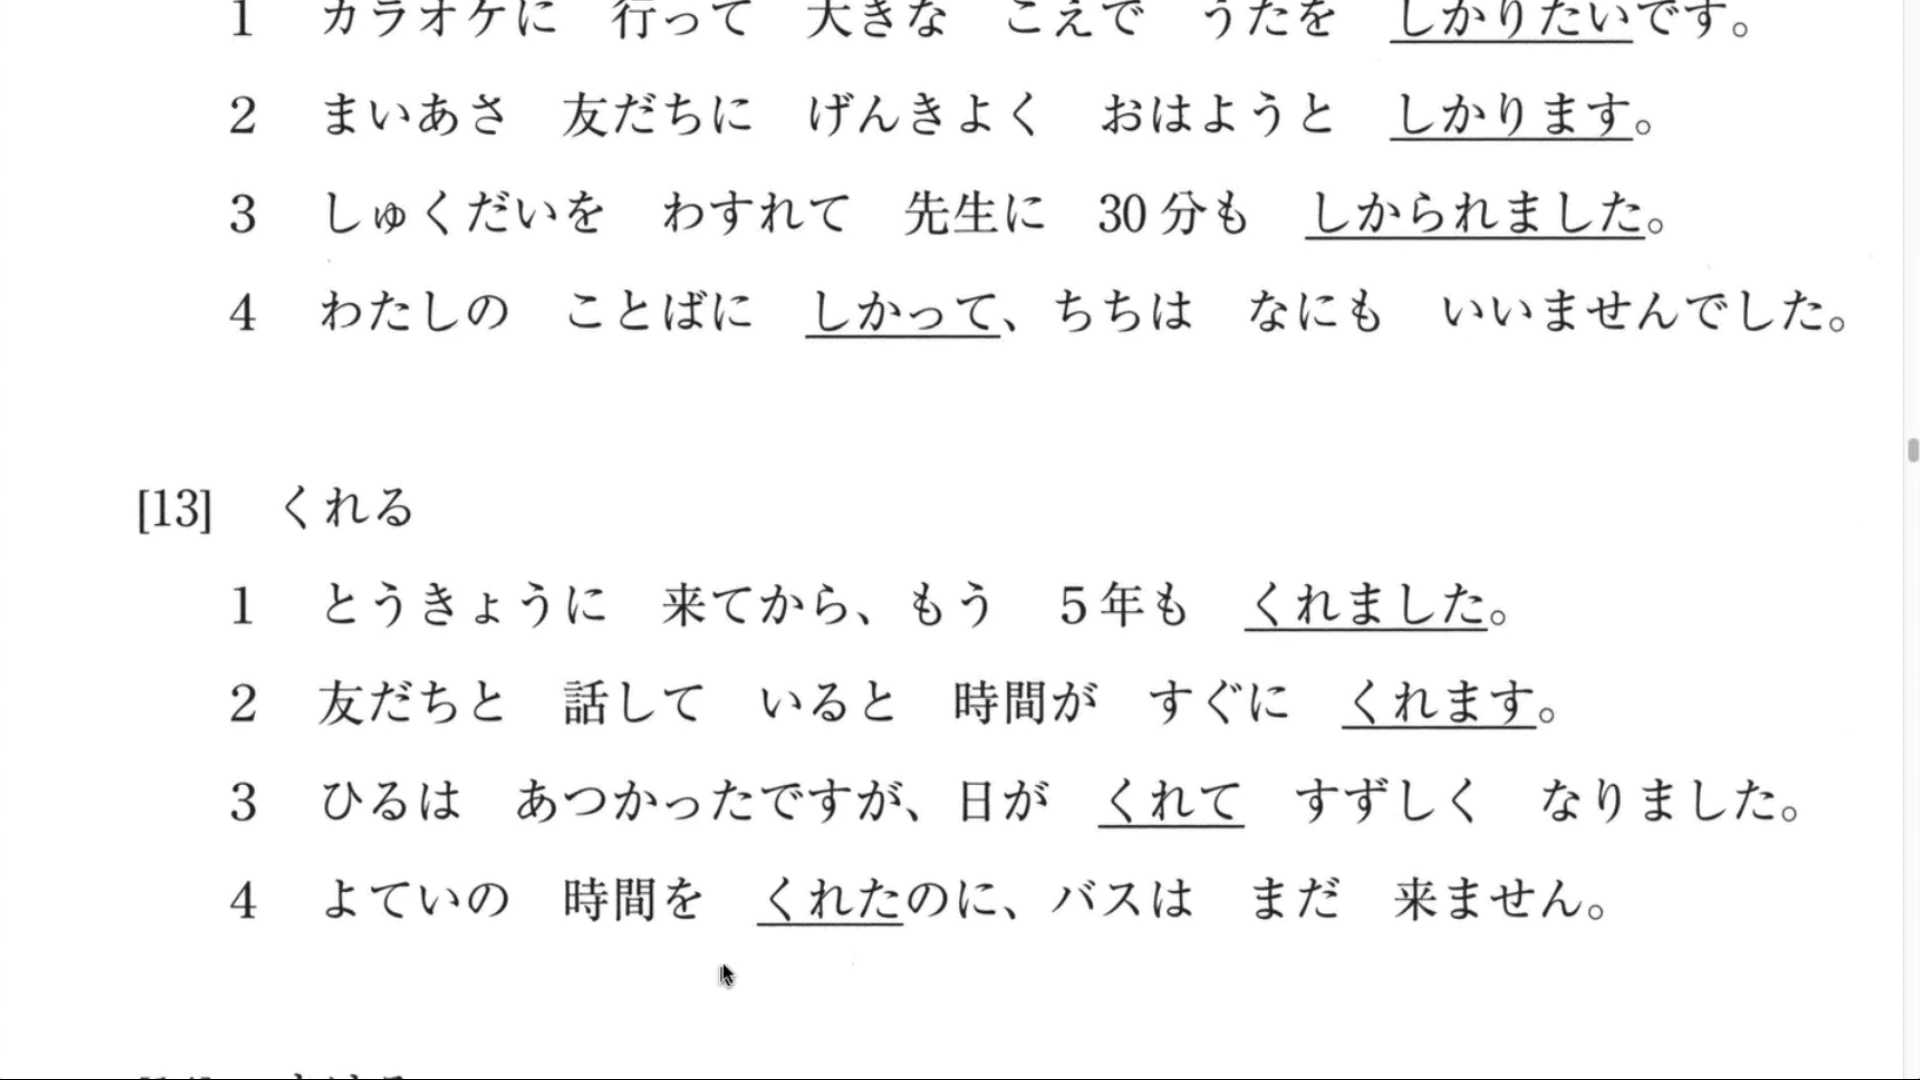 1 カラオケに 行って 大きな こえで うたを しかりたいです。
2 まいあさ 友だちに げんきよく おはようと しかります。
3 しゅくだいを わすれて 先生に 30分も しかられました。
4 わたしの ことばに しかって、ちちは なにも いいませんでした。
[13] くれる
1 とうきょうに 来てから、もう 5年も くれました。
2 友だちと 話して いると 時間が すぐに くれます。
3 ひるは あつかったですが、日が くれて すずしく なりました。
4 よていの 時間を くれたのに、バスは まだ 来ません。